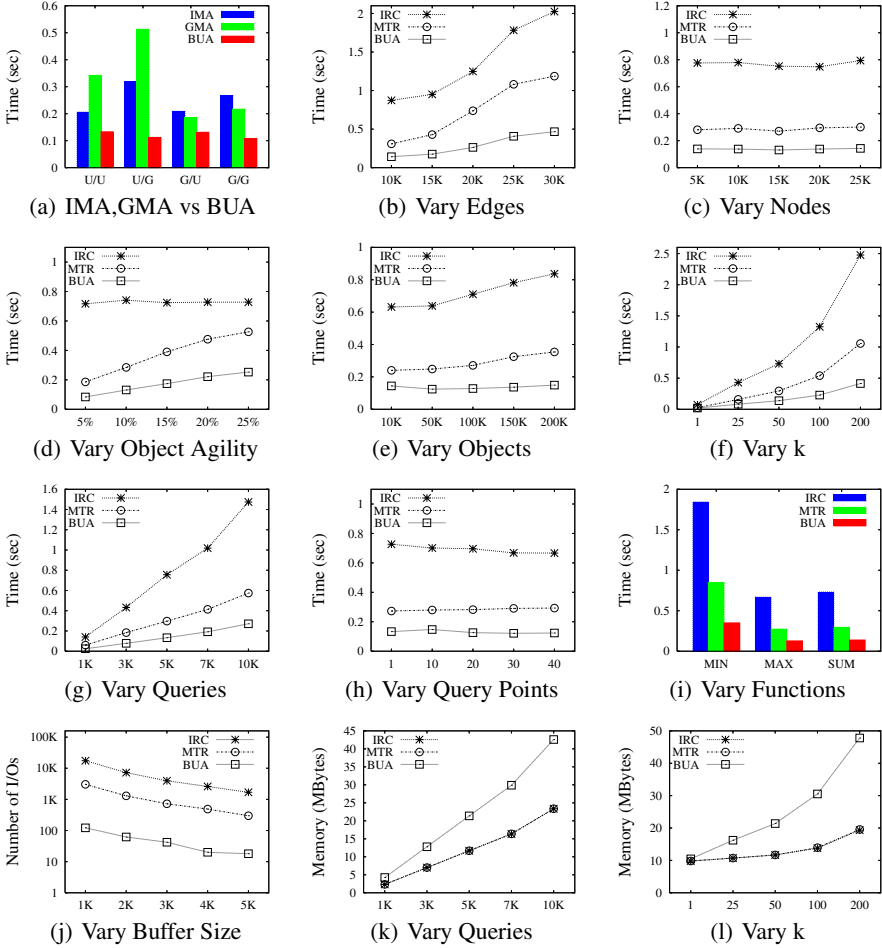 0.6
0.5
0.4
0.3
0.2
0.1
0
Time (sec)
IMA
GMA
BUA
U/U U/G G/U G/G
(a) IMA,GMA vs BUA
2
1.5
1
0.5
0
Time (sec)
IRC
MTR
BUA
10K 15K 20K 25K 30K
(b) Vary Edges
1.2
1
0.8
0.6
0.4
0.2
0
Time (sec)
IRC
MTR
BUA
5K 10K 15K 20K 25K
(c) Vary Nodes
1
0.8
0.6
0.4
0.2
0
Time (sec)
IRC
MTR
BUA
5% 10% 15% 20% 25%
(d) Vary Object Agility
1
0.8
0.6
0.4
0.2
0
Time (sec)
IRC
MTR
BUA
10K 50K 100K 150K 200K
(e) Vary Objects
2.5
2
1.5
1
0.5
0
Time (sec)
IRC
MTR
BUA
1 25 50 100 200
(f) Vary k
1.6
1.4
1.2
1
0.8
0.6
0.4
0.2
0
Time (sec)
IRC
MTR
BUA
1K 3K 5K 7K 10K
(g) Vary Queries
1
0.8
0.6
0.4
0.2
0
Time (sec)
IRC
MTR
BUA
1 10 20 30 40
(h) Vary Query Points
2
1.5
1
0.5
0
Time (sec)
IRC
MTR
BUA
MIN MAX SUM
(i) Vary Functions
100K
10K
1K
100
10
1
Number of I/Os
IRC
MTR
BUA
1K 2K 3K 4K 5K
(j) Vary Buffer Size
45
40
35
30
25
20
15
10
5
0
Memory (MBytes)
IRC
MTR
BUA
1K 3K 5K 7K 10K
(k) Vary Queries
50
40
30
20
10
0
Memory (MBytes)
IRC
MTR
BUA
1 25 50 100 200
(l) Vary k